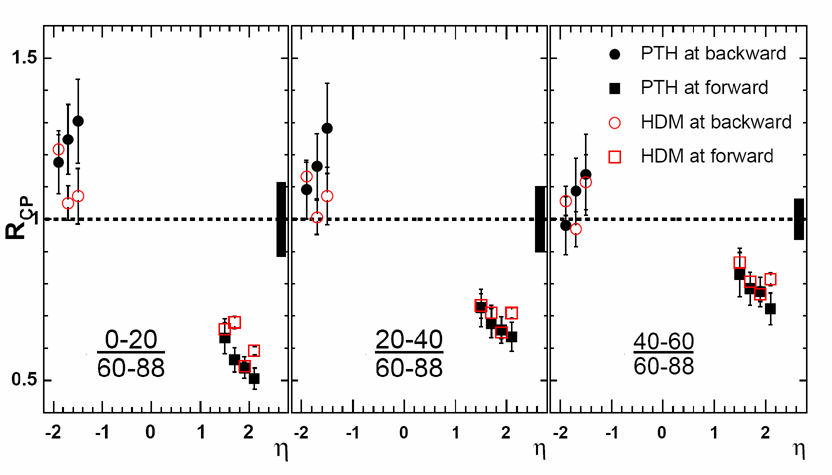 1.5
1
0.5
R_CP
PTH at backward
PTH at forward
HDM at backward
HDM at forward
0-20
60-88
20-40
60-88
40-60
60-88
-2 -1 0 1 2 η
-2 -1 0 1 2 η
-2 -1 0 1 2 η